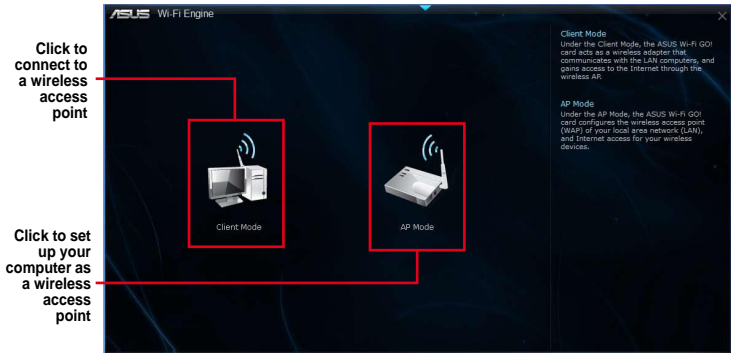 ASUS Wi-Fi Engine
Click to
connect to
a wireless
access
point
Client Mode
AP Mode
Click to set
up your
computer as
a wireless
access
point
Client Mode
Under the Client Mode, the ASUS Wi-Fi GO!
card acts as a wireless adapter that
communicates with the LAN computers, and
gains access to the Internet through the
wireless AP.
AP Mode
Under the AP Mode, the ASUS Wi-Fi GO!
card configures the wireless access point
(WAP) of your local area network (LAN),
and Internet access for your wireless
devices.